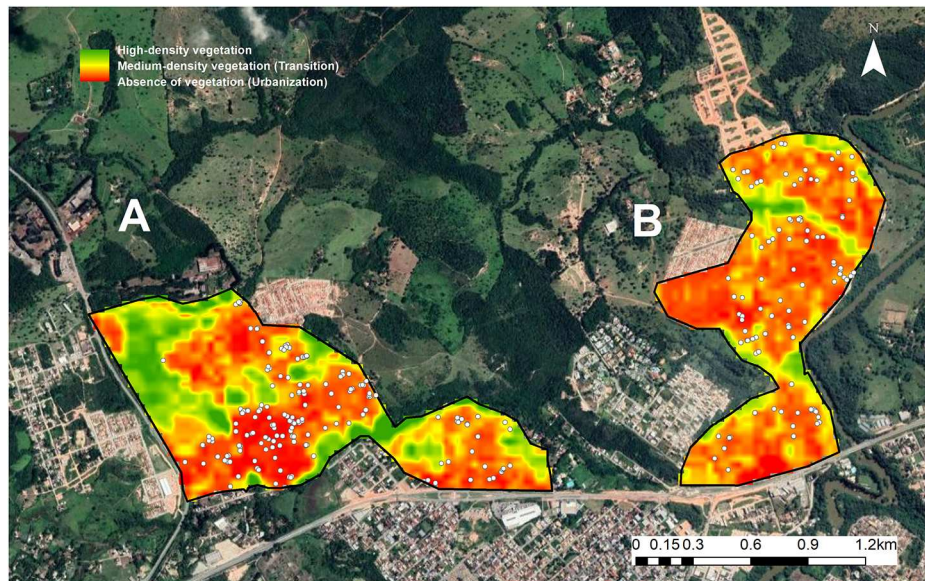 High-density vegetation
Medium-density vegetation (Transition)
Absence of vegetation (Urbanization)
N
A
B
0 0.15 0.3 0.6 0.9 1.2km